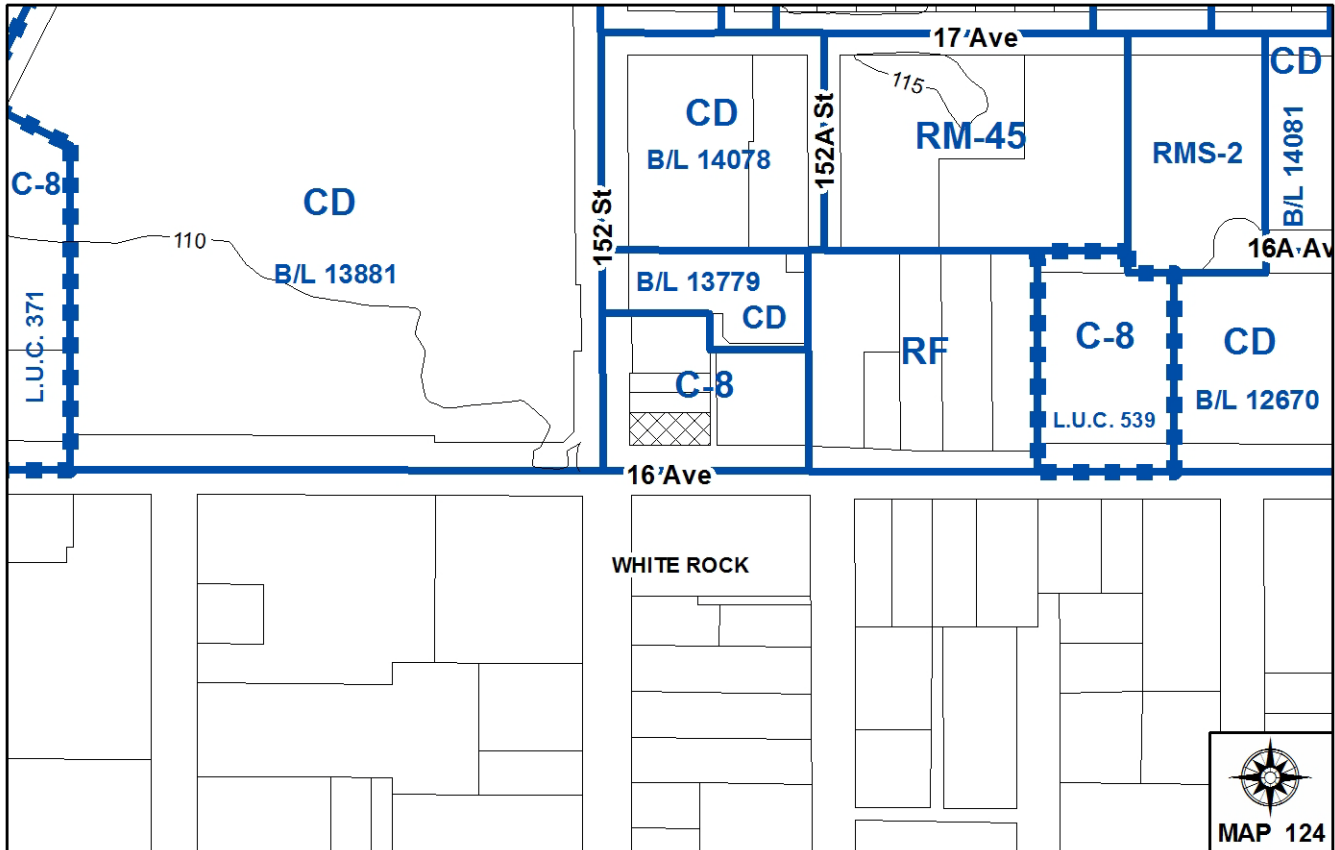 17 Ave
CD
115
CD
B/L 14078
152A St
RM-45
RMS-2
B/L 14081
C-8
CD
110
B/L 13881
152 St
16A Av
B/L 13779
CD
L.U.C. 371
C-8
RF
C-8
CD
B/L 12670
L.U.C. 539
16 Ave
WHITE ROCK
MAP 124